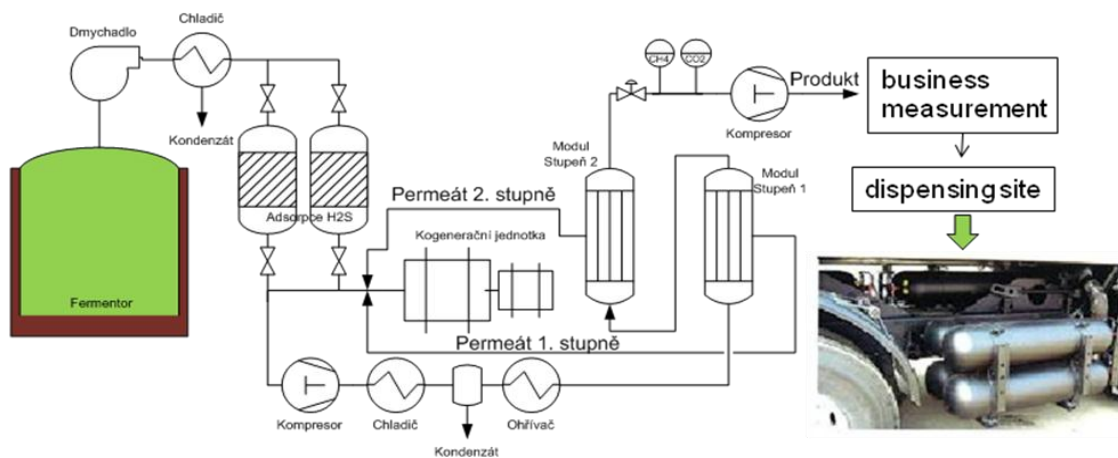 Dmychadlo
Chladič
Kondenzát
Fermentor
Adsorpce H2S
Permeát 2. stupně
Kogenerační jednotka
Permeát 1. stupně
Kompresor
Chladič
Kondenzát
Ohřívač
Modul
Stupeň 2
Modul
Stupeň 1
CH4
CO2
Kompresor
Produkt
business
measurement
dispensing site